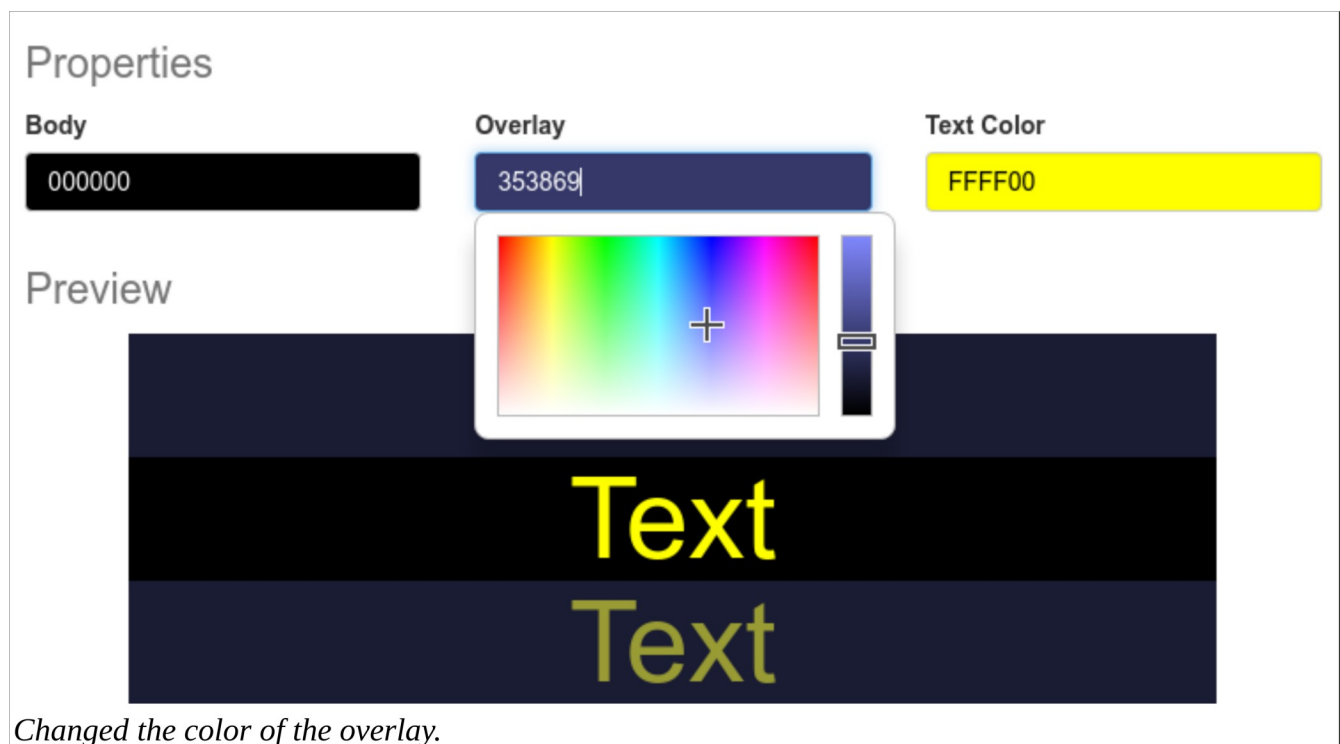 Properties
Body Overlay Text Color
000000 353869 FFFF00
Preview
Text
Text
Changed the color of the overlay.